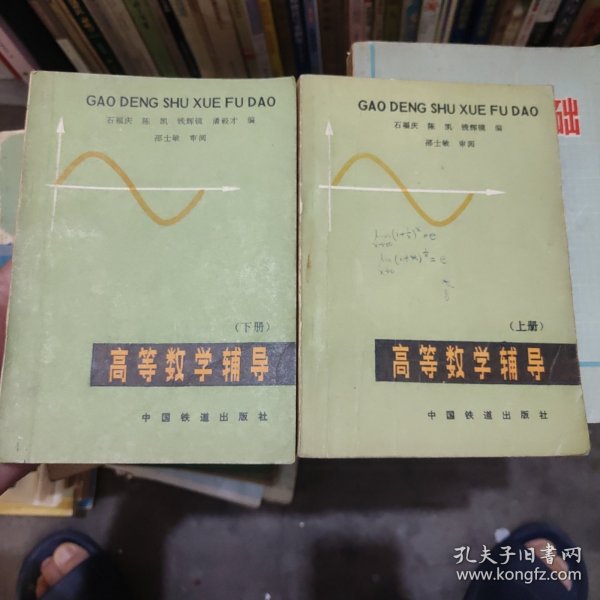 GAO DENG SHU XUE FU DAO
石福庆 陈 凯 钱辉镜 潘毅才 编
邵士敏 审阅
(下册)
高等数学辅导
中国铁道出版社
GAO DENG SHU XUE FU DAO
石福庆 陈 凯 钱辉镜 编
邵士敏 审阅
(上册)
高等数学辅导
中国铁道出版社
础
孔夫子旧书网
www.kongfz.com